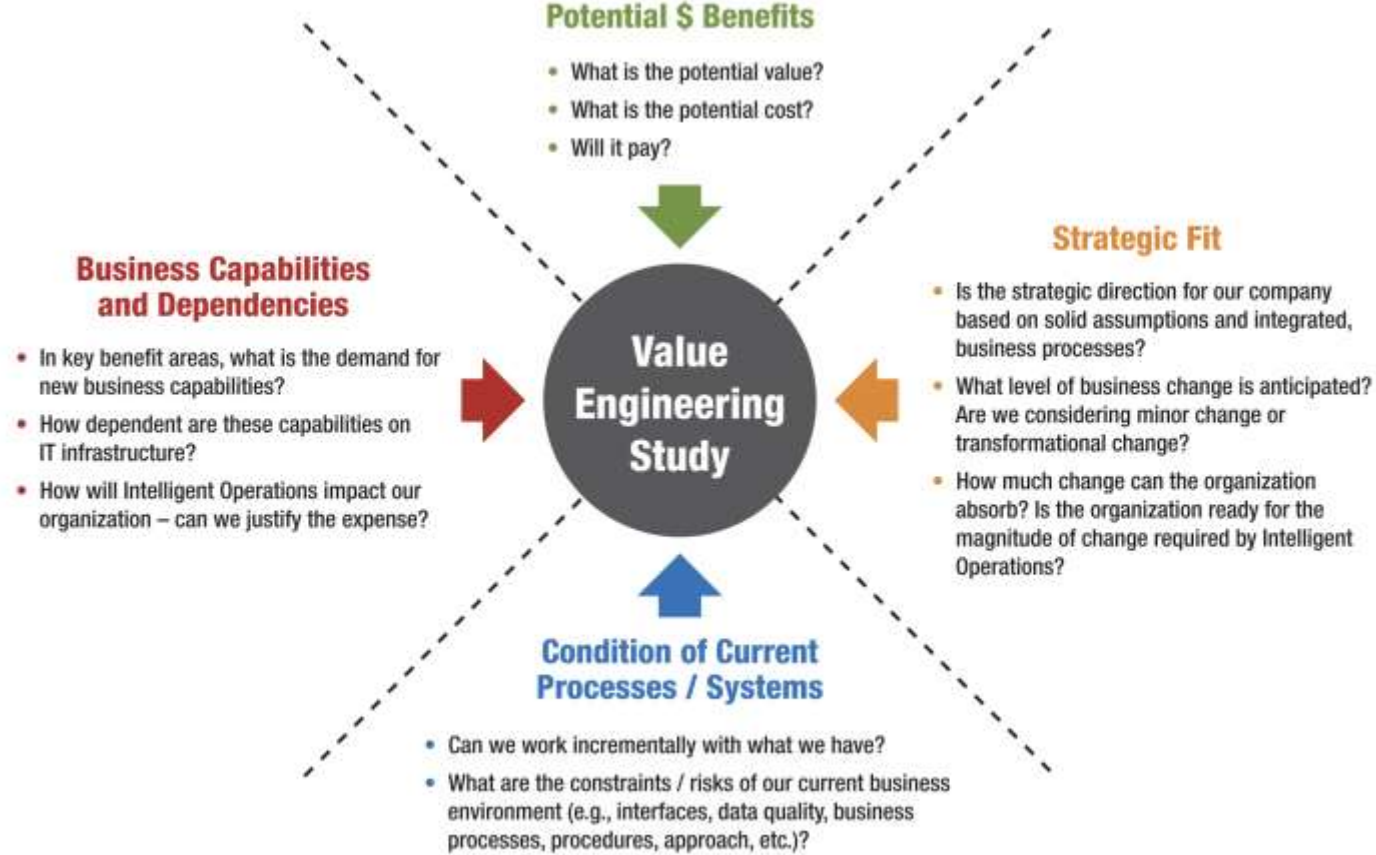 Potential $ Benefits
• What is the potential value?
• What is the potential cost?
• Will it pay?
Business Capabilities
and Dependencies
• In key benefit areas, what is the demand for
new business capabilities?
• How dependent are these capabilities on
IT infrastructure?
• How will Intelligent Operations impact our
organization – can we justify the expense?
Value
Engineering
Study
Strategic Fit
• Is the strategic direction for our company
based on solid assumptions and integrated,
business processes?
• What level of business change is anticipated?
Are we considering minor change or
transformational change?
• How much change can the organization
absorb? Is the organization ready for the
magnitude of change required by Intelligent
Operations?
Condition of Current
Processes / Systems
• Can we work incrementally with what we have?
• What are the constraints / risks of our current business
environment (e.g., interfaces, data quality, business
processes, procedures, approach, etc.)?